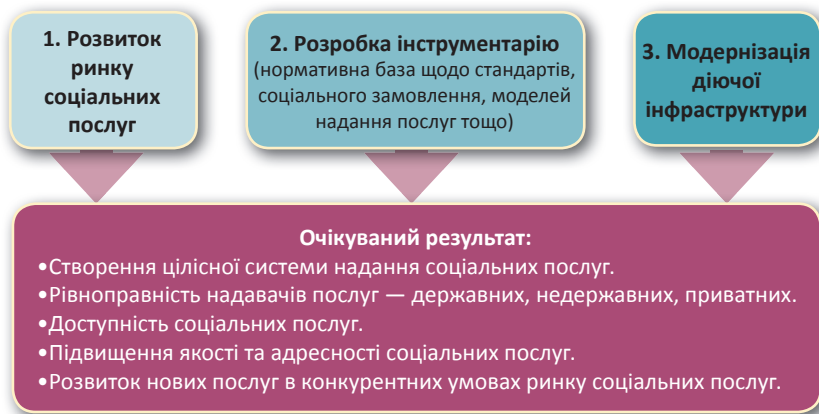 1. Розвиток
ринку
соціальних
послуг
2. Розробка інструментарію
(нормативна база щодо стандартів,
соціального замовлення, моделей
надання послуг тощо)
3. Модернізація
діючої
інфраструктури
Очікуваний результат:
•Створення цілісної системи надання соціальних послуг.
•Рівноправність надавачів послуг — державних, недержавних, приватних.
•Доступність соціальних послуг.
•Підвищення якості та адресності соціальних послуг.
•Розвиток нових послуг в конкурентних умовах ринку соціальних послуг.